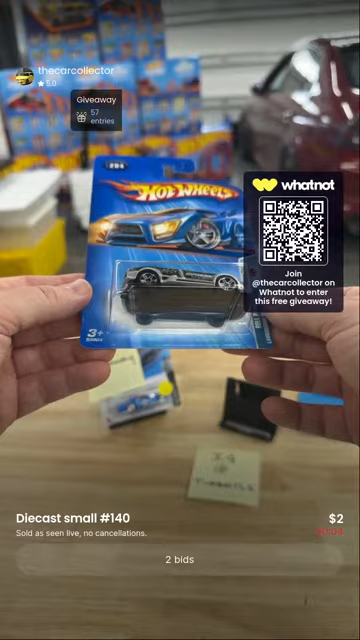 thecarcollector
5.0
Giveaway
57
entries
204
HOT WHEELS
whatnot
Join
@thecarcollector on
Whatnot to enter
this free giveaway!
3+
Diecast small #140
$2
Sold as seen live, no cancellations.
2 bids